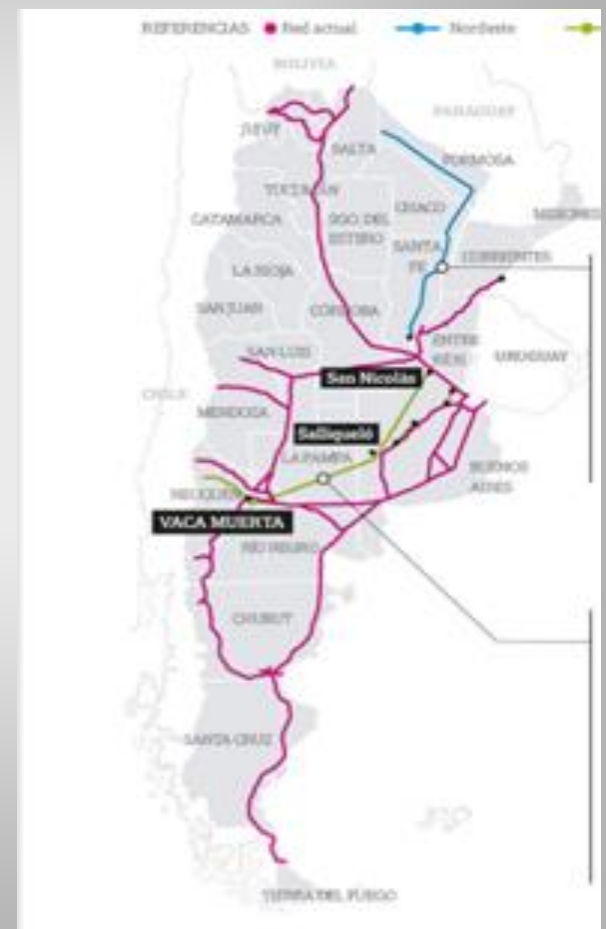 REFERENCIAS Red actual Nordeste
BOLIVIA
PARAGUAY
JUJUY
SALTA
FORMOSA
TUCUMÁN
CHACO
MISIONES
CATAMARCA
SGO. DEL
ESTERO
SANTA
FE
CORRIENTES
LA RIOJA
SAN JUAN
CÓRDOBA
ENTRE
RÍOS
URUGUAY
SAN LUIS
San Nicolás
CHILE
MENDOZA
Salliqueló
LA PAMPA
BUENOS
AIRES
NEUQUÉN
VACA MUERTA
RÍO NEGRO
CHUBUT
SANTA CRUZ
TIERRA DEL FUEGO